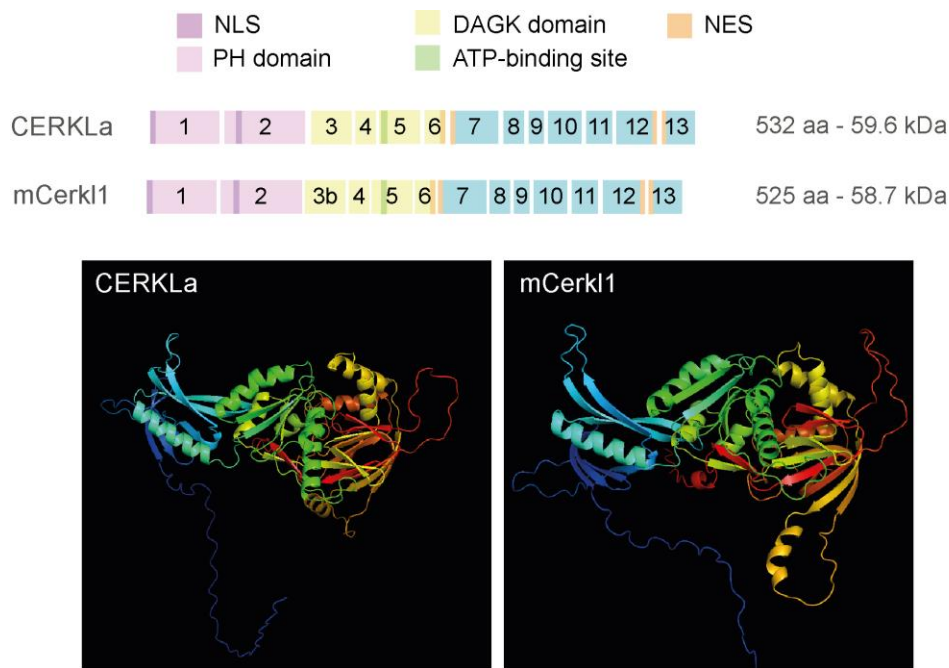 NLS DAGK domain NES
PH domain ATP-binding site
CERKLa 1 2 3 4 5 6 7 8 9 10 11 12 13 532 aa - 59.6 kDa
mCerkl1 1 2 3b 4 5 6 7 8 9 10 11 12 13 525 aa - 58.7 kDa
CERKLa mCerkl1